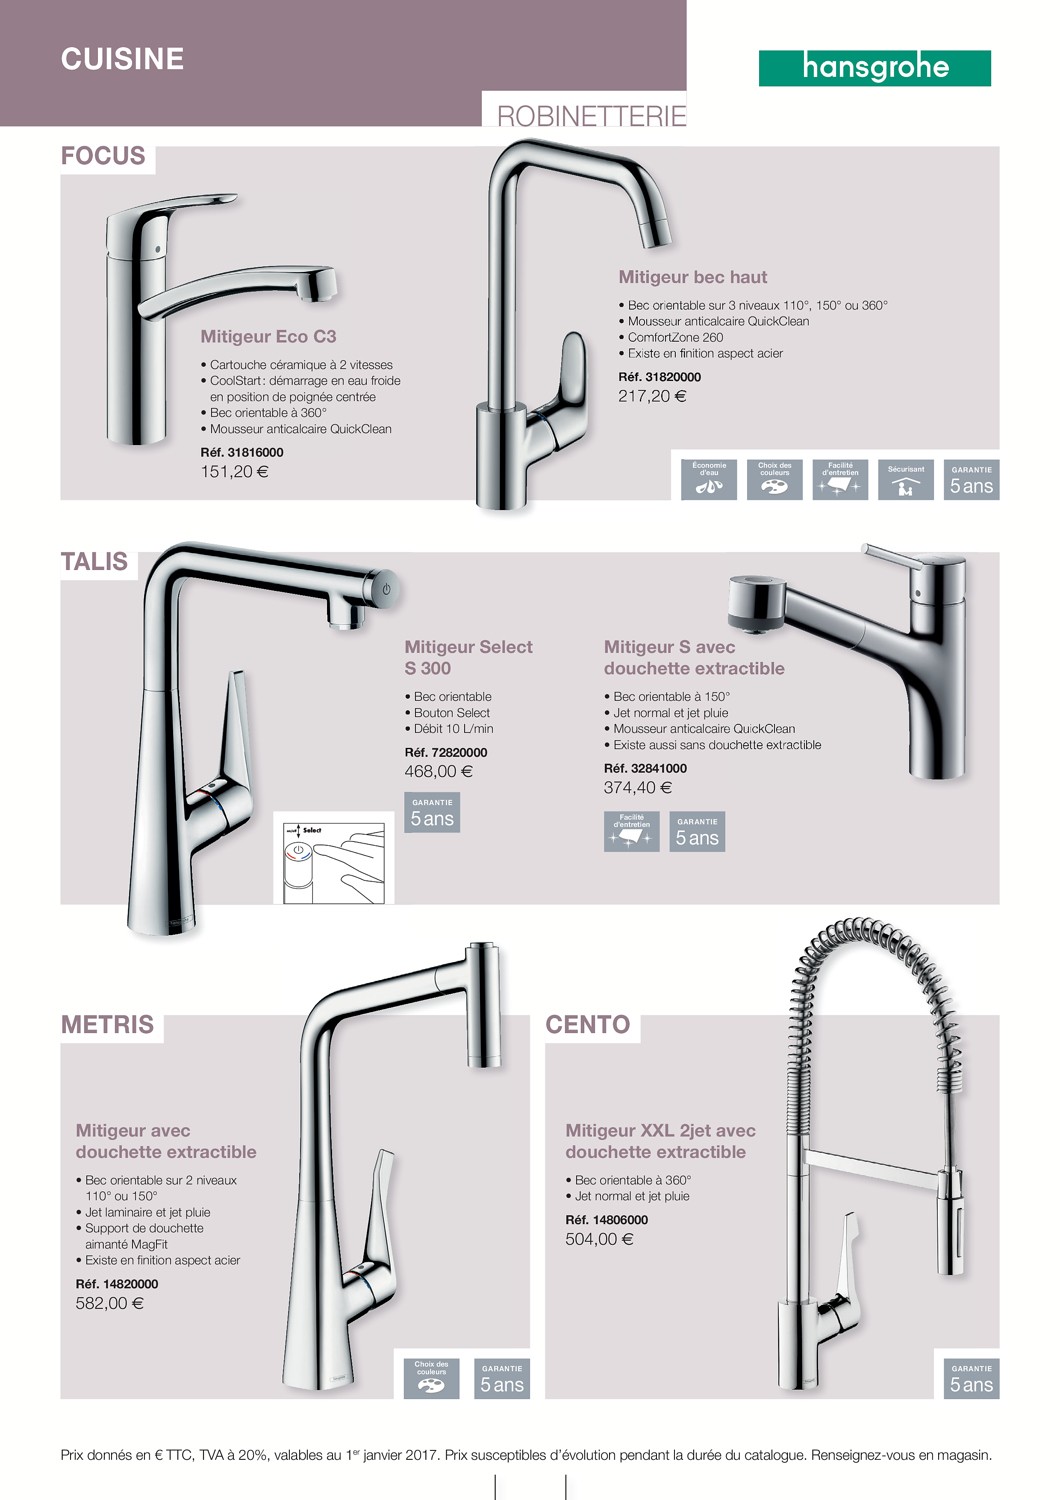 CUISINE
hansgrohe
ROBINETTERIE
FOCUS
Mitigeur Eco C3
• Cartouche céramique à 2 vitesses
• CoolStart : démarrage en eau froide
en position de poignée centrée
• Bec orientable à 360°
• Mousseur anticalcaire QuickClean
Réf. 31816000
151,20 €
Mitigeur bec haut
• Bec orientable sur 3 niveaux 110°, 150° ou 360°
• Mousseur anticalcaire QuickClean
• ComfortZone 260
• Existe en finition aspect acier
Réf. 31820000
217,20 €
Économie
d'eau
Choix des
couleurs
Facilité
d'entretien
Sécurisant
GARANTIE
5 ans
TALIS
Mitigeur Select
S 300
• Bec orientable
• Bouton Select
• Débit 10 L/min
Réf. 72820000
468,00 €
GARANTIE
5 ans
Select
Mitigeur S avec
douchette extractible
• Bec orientable à 150°
• Jet normal et jet pluie
• Mousseur anticalcaire QuickClean
• Existe aussi sans douchette extractible
Réf. 32841000
374,40 €
Facilité
d'entretien
GARANTIE
5 ans
METRIS
Mitigeur avec
douchette extractible
• Bec orientable sur 2 niveaux
110° ou 150°
• Jet laminaire et jet pluie
• Support de douchette
aimanté MagFit
• Existe en finition aspect acier
Réf. 14820000
582,00 €
Choix des
couleurs
GARANTIE
5 ans
CENTO
Mitigeur XXL 2jet avec
douchette extractible
• Bec orientable à 360°
• Jet normal et jet pluie
Réf. 14806000
504,00 €
GARANTIE
5 ans
Prix donnés en € TTC, TVA à 20%, valables au 1er janvier 2017. Prix susceptibles d'évolution pendant la durée du catalogue. Renseignez-vous en magasin.